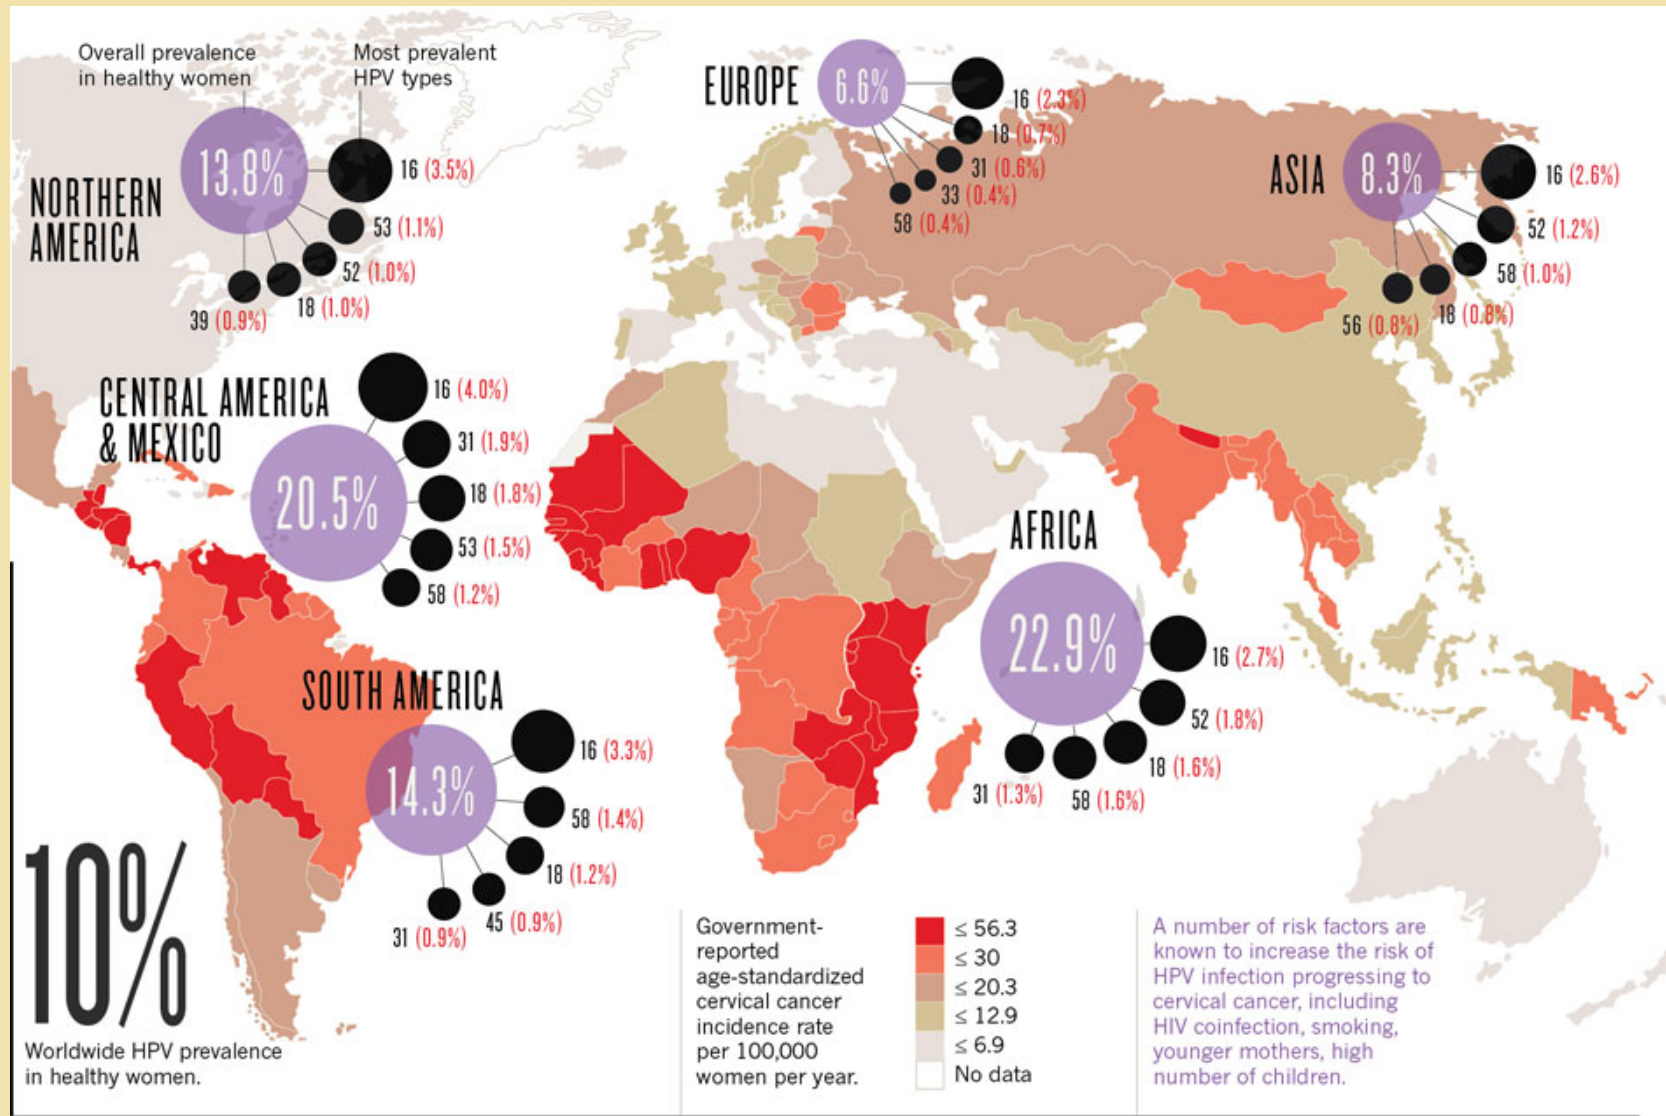 Overall prevalence
in healthy women
Most prevalent
HPV types
NORTHERN
AMERICA
13.8%
16 (3.5%)
53 (1.1%)
52 (1.0%)
18 (1.0%)
39 (0.9%)
EUROPE
6.6%
16 (2.3%)
18 (0.7%)
31 (0.6%)
33 (0.4%)
58 (0.4%)
ASIA
8.3%
16 (2.6%)
52 (1.2%)
58 (1.0%)
18 (0.8%)
56 (0.8%)
CENTRAL AMERICA
& MEXICO
20.5%
16 (4.0%)
31 (1.9%)
18 (1.8%)
53 (1.5%)
58 (1.2%)
AFRICA
22.9%
16 (2.7%)
52 (1.8%)
18 (1.6%)
58 (1.6%)
31 (1.3%)
SOUTH AMERICA
14.3%
16 (3.3%)
58 (1.4%)
18 (1.2%)
45 (0.9%)
31 (0.9%)
10%
Worldwide HPV prevalence
in healthy women.
Government-
reported
age-standardized
cervical cancer
incidence rate
per 100,000
women per year.
≤ 56.3
≤ 30
≤ 20.3
≤ 12.9
≤ 6.9
No data
A number of risk factors are
known to increase the risk of
HPV infection progressing to
cervical cancer, including
HIV coinfection, smoking,
younger mothers, high
number of children.